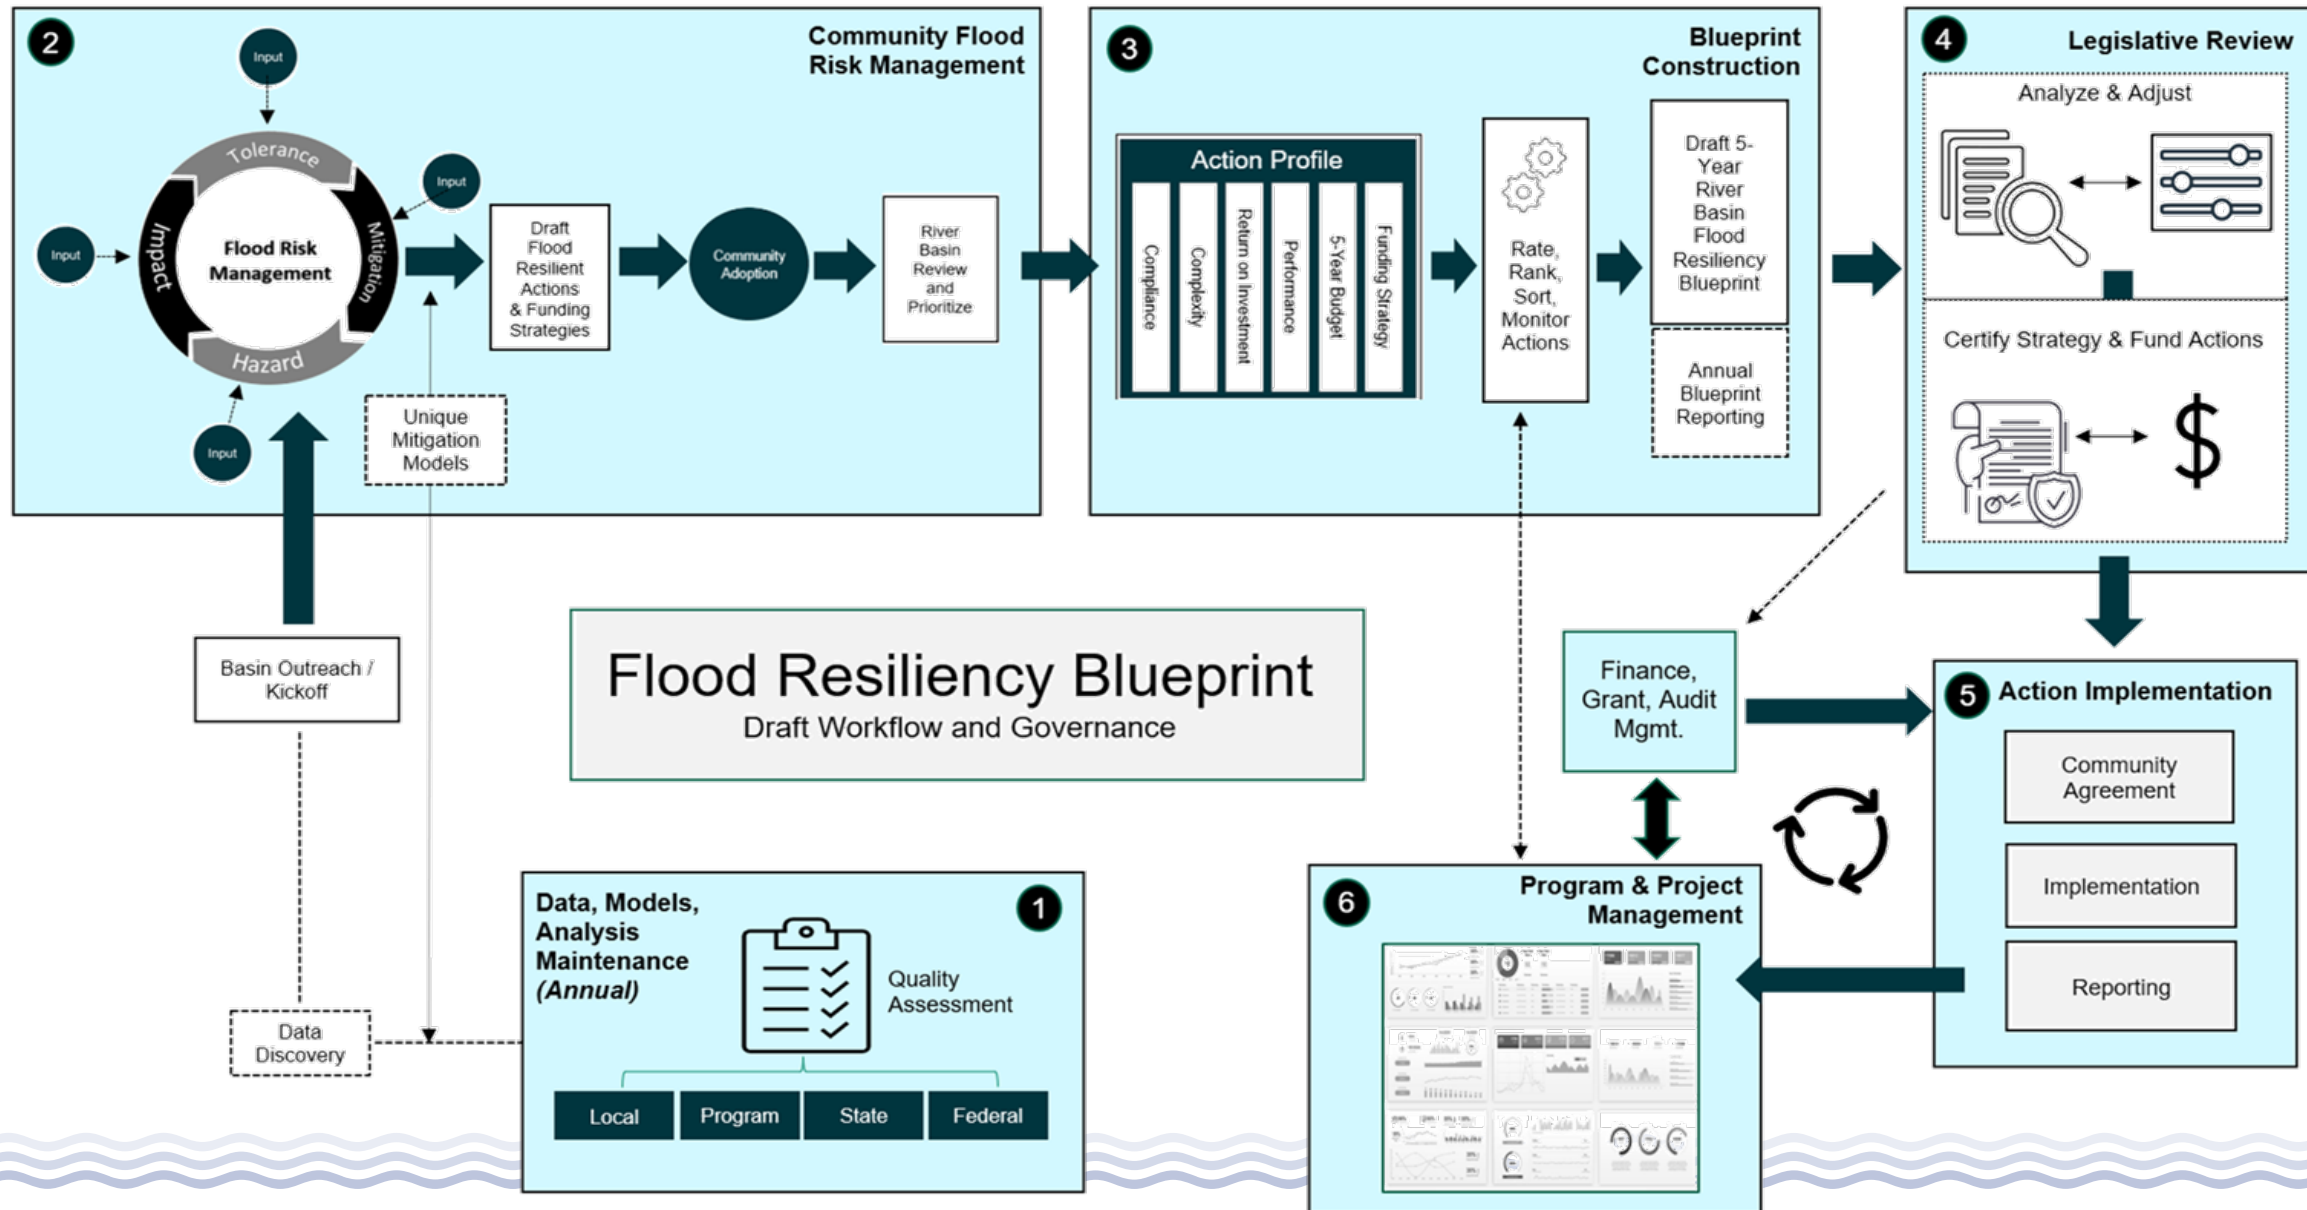 2
Community Flood
Risk Management
Input
Input
Input
Input
Tolerance
Mitigation
Hazard
Impact
Flood Risk
Management
Draft
Flood
Resilient
Actions
& Funding
Strategies
Community
Adoption
River
Basin
Review
and
Prioritize
Unique
Mitigation
Models
3
Blueprint
Construction
Action Profile
Compliance
Complexity
Return on Investment
Performance
5-Year Budget
Funding Strategy
Rate,
Rank,
Sort,
Monitor
Actions
Draft 5-
Year
River
Basin
Flood
Resiliency
Blueprint
Annual
Blueprint
Reporting
4
Legislative Review
Analyze & Adjust
Certify Strategy & Fund Actions
$
Basin Outreach /
Kickoff
Flood Resiliency Blueprint
Draft Workflow and Governance
Finance,
Grant, Audit
Mgmt.
5
Action Implementation
Community
Agreement
Implementation
Reporting
Data
Discovery
Data, Models,
Analysis
Maintenance
(Annual)
1
Quality
Assessment
Local
Program
State
Federal
6
Program & Project
Management